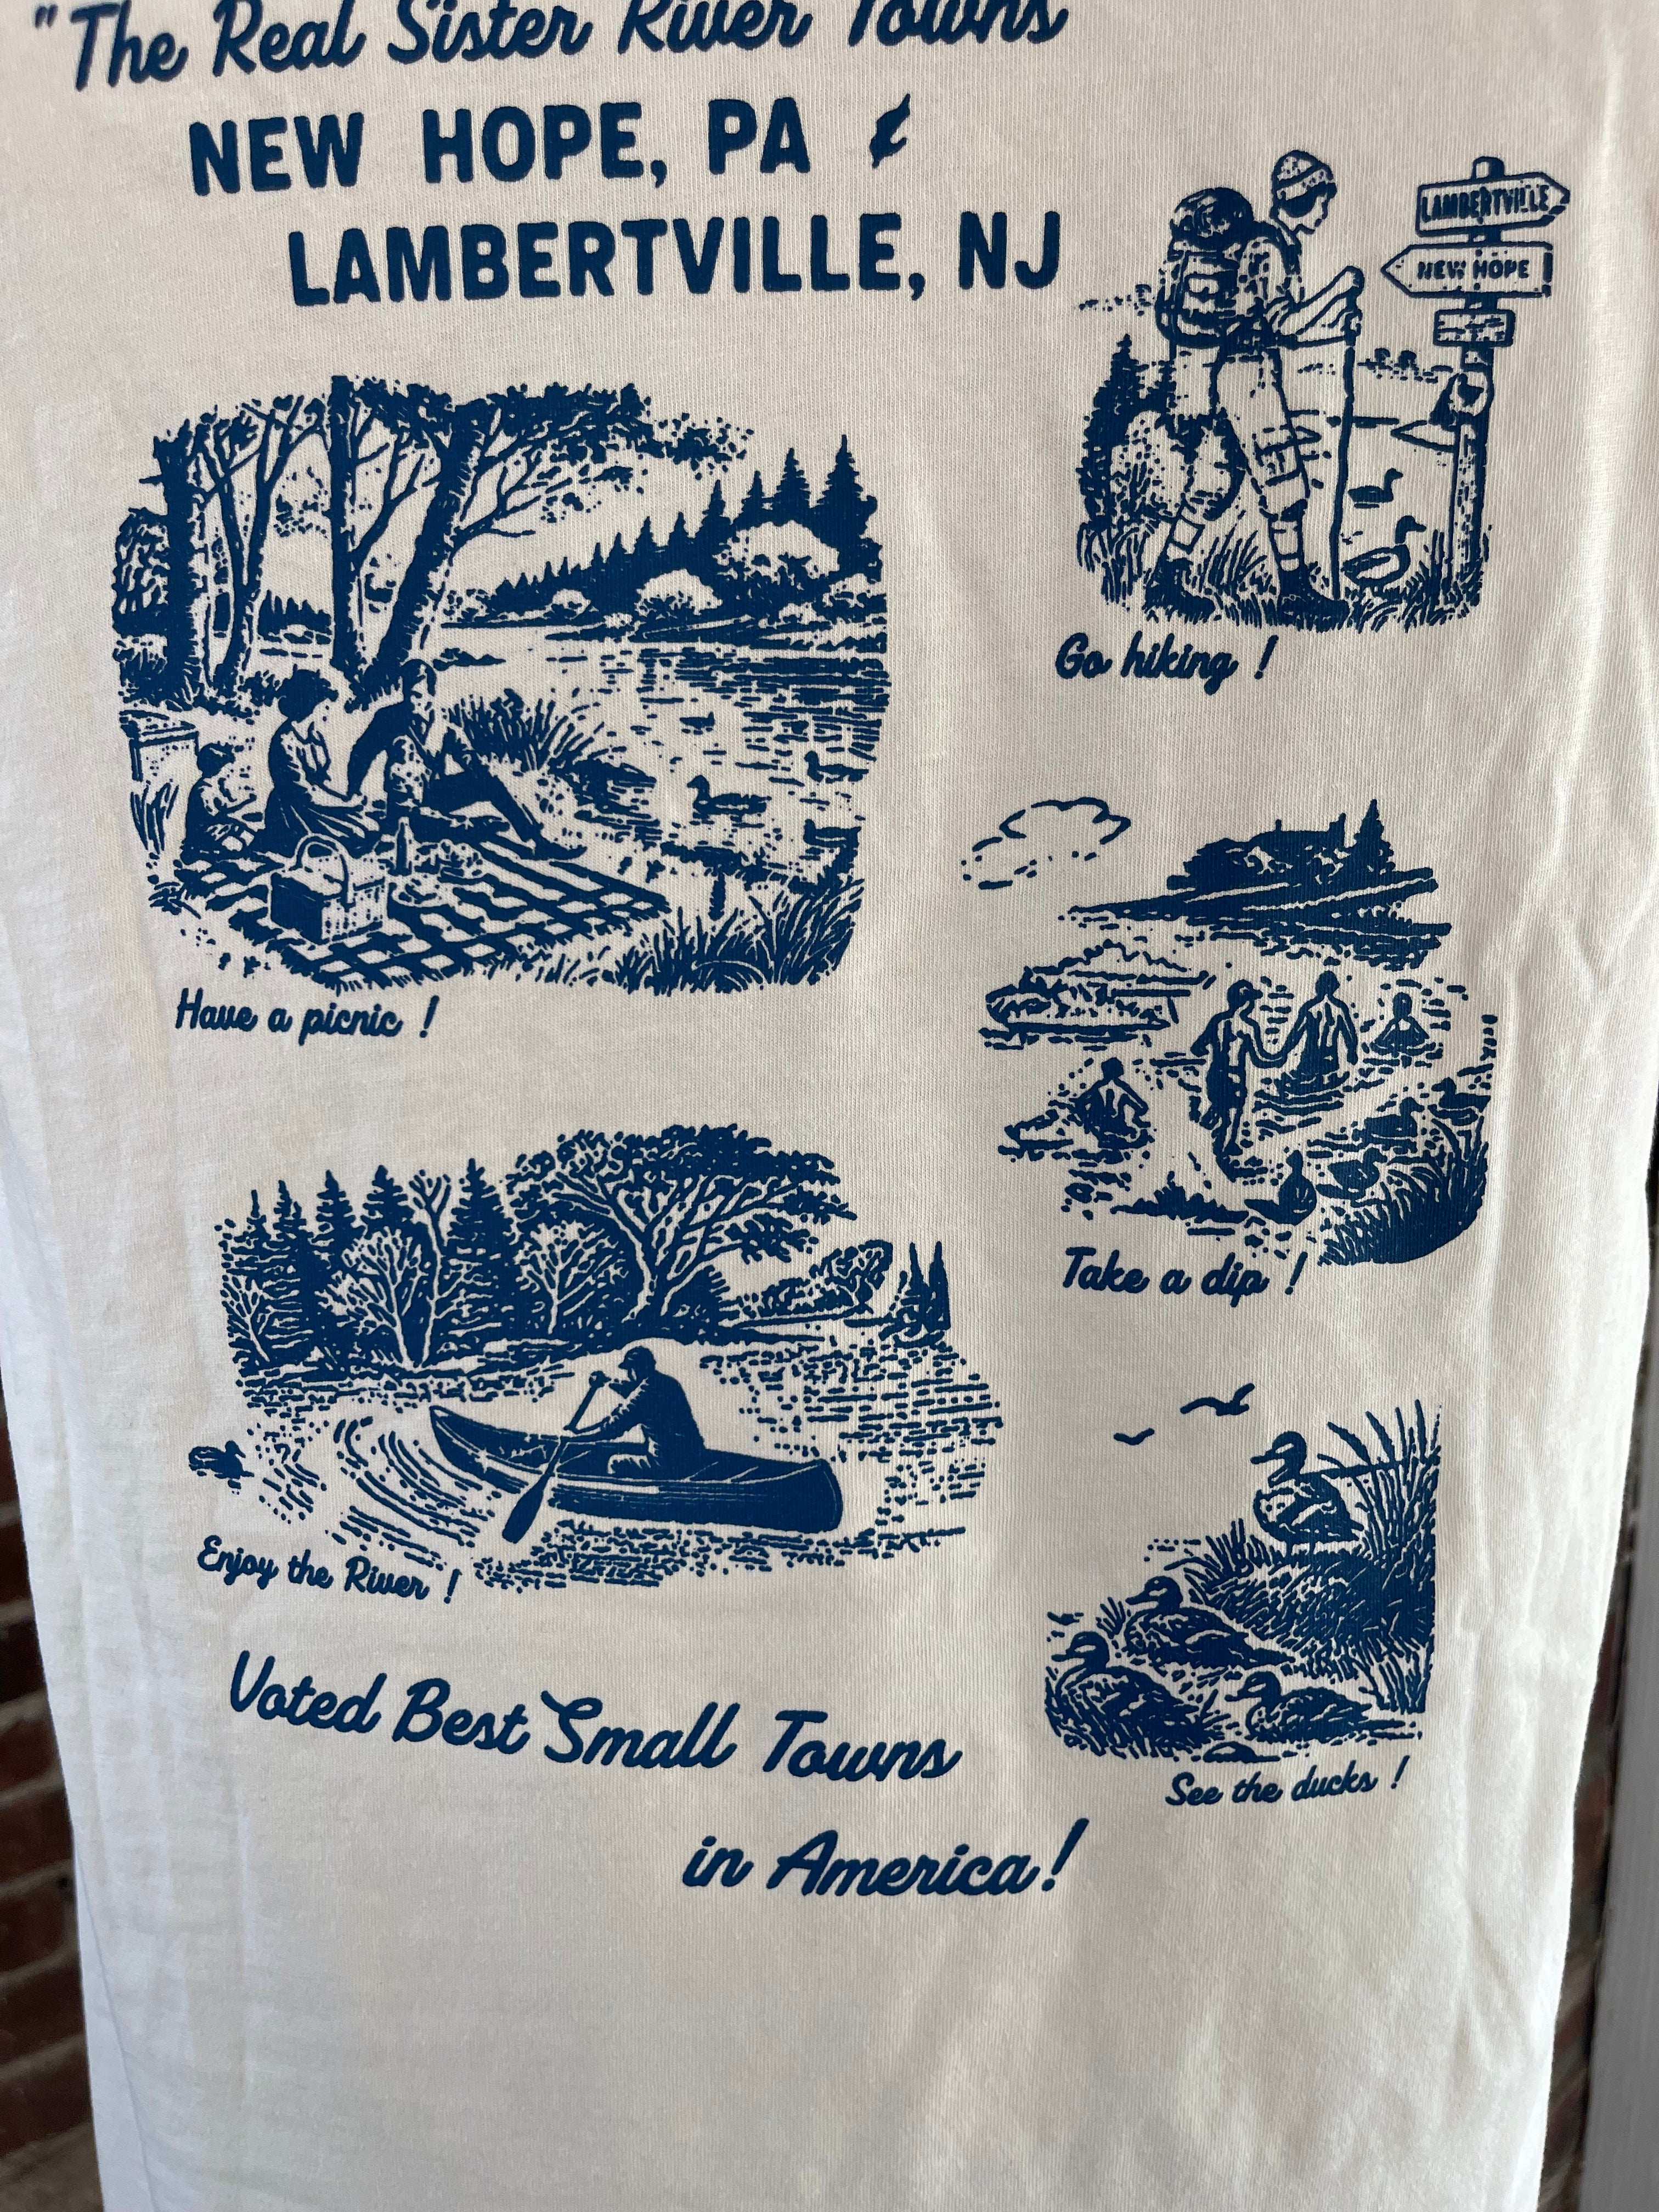 "The Real Sister River Towns
NEW HOPE, PA &
LAMBERTVILLE, NJ
LAMBERTVILLE
NEW HOPE
Go hiking !
Have a picnic !
Take a dip !
Enjoy the River !
See the ducks !
Voted Best Small Towns
in America!